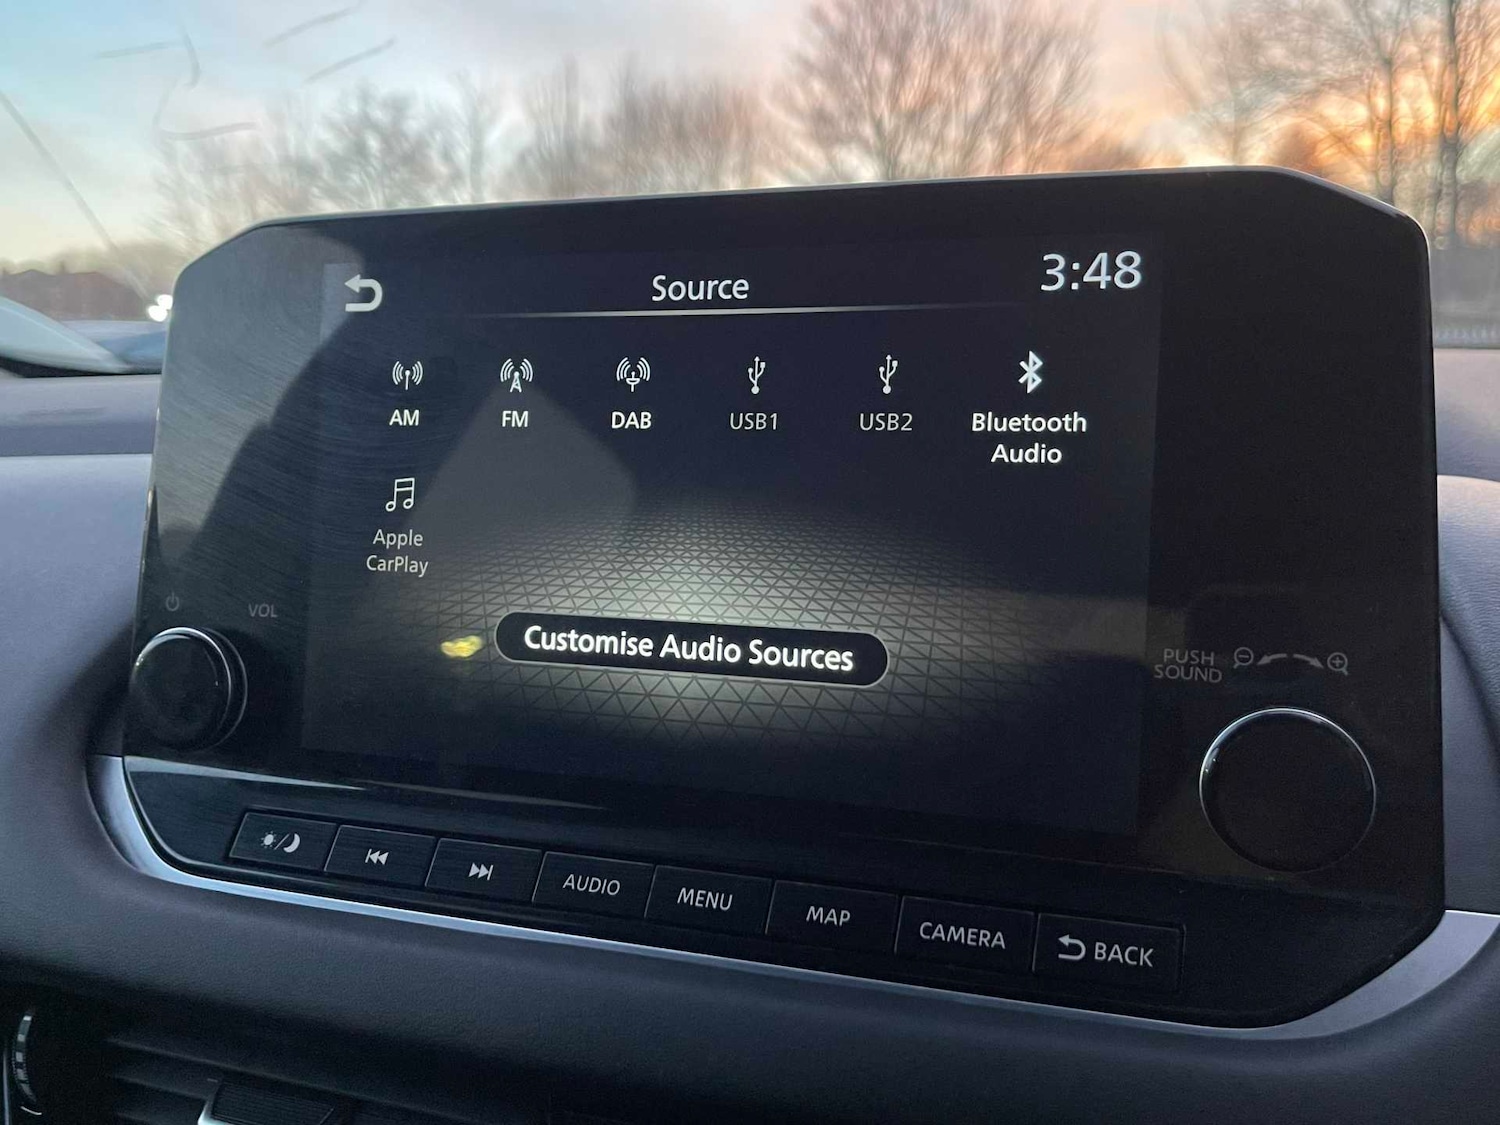 Source
3:48
AM
FM
DAB
USB1
USB2
Bluetooth
Audio
Apple
CarPlay
Customise Audio Sources
VOL
PUSH
SOUND
AUDIO
MENU
MAP
CAMERA
BACK